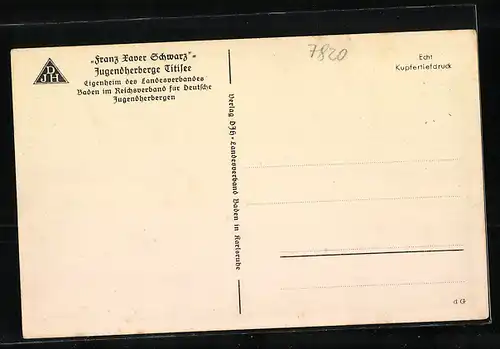 „Franz Xaver Schwarz"-
Jugendherberge Titisee
Eigenheim des Landesverbandes
Baden im Reichsverband für Deutsche
Jugendherbergen
DJH
Verlag DJH-Landesverband Baden in Karlsruhe
7820
Echt
Kupfertiefdruck
d G